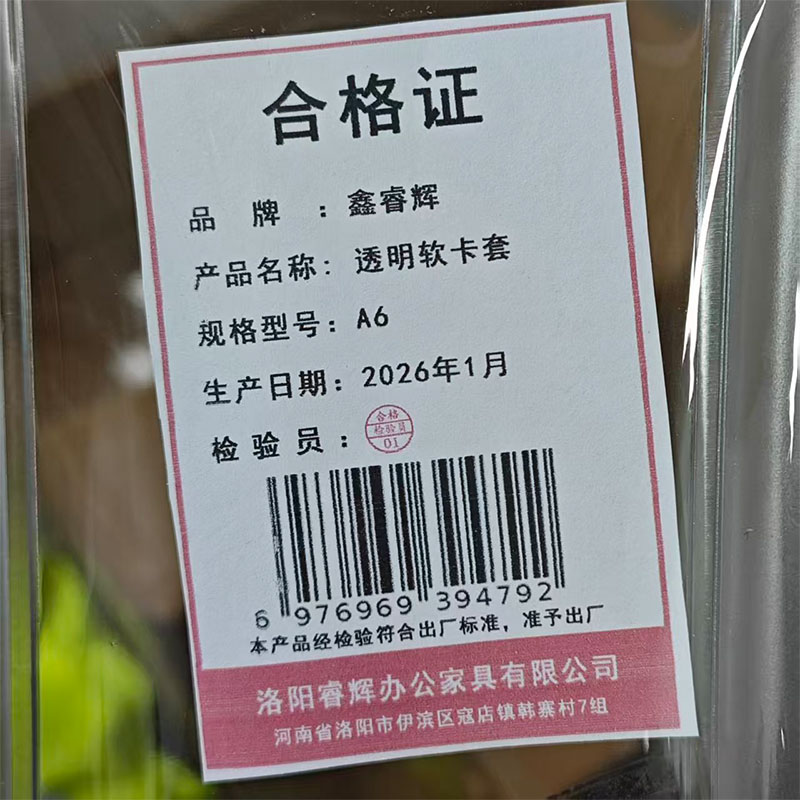 合格证
品 牌 ：鑫睿辉
产品名称：透明软卡套
规格型号：A6
生产日期：2026年1月
检 验 员 ：
合格
检验员
01
6 976969 394792
本产品经检验符合出厂标准，准予出厂
洛阳睿辉办公家具有限公司
河南省洛阳市伊滨区寇店镇韩寨村7组